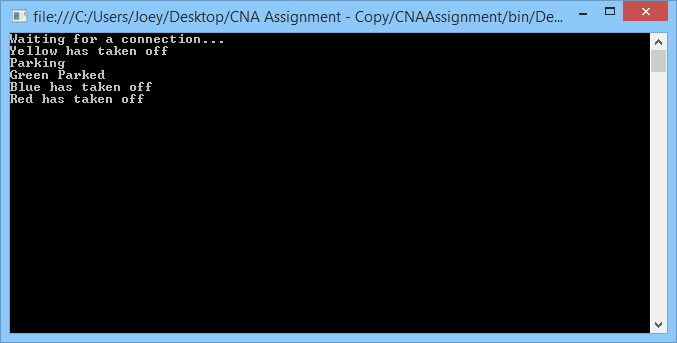 file:///C:/Users/Joey/Desktop/CNA Assignment - Copy/CNAAssignment/bin/De...
Waiting for a connection...
Yellow has taken off
Parking
Green Parked
Blue has taken off
Red has taken off